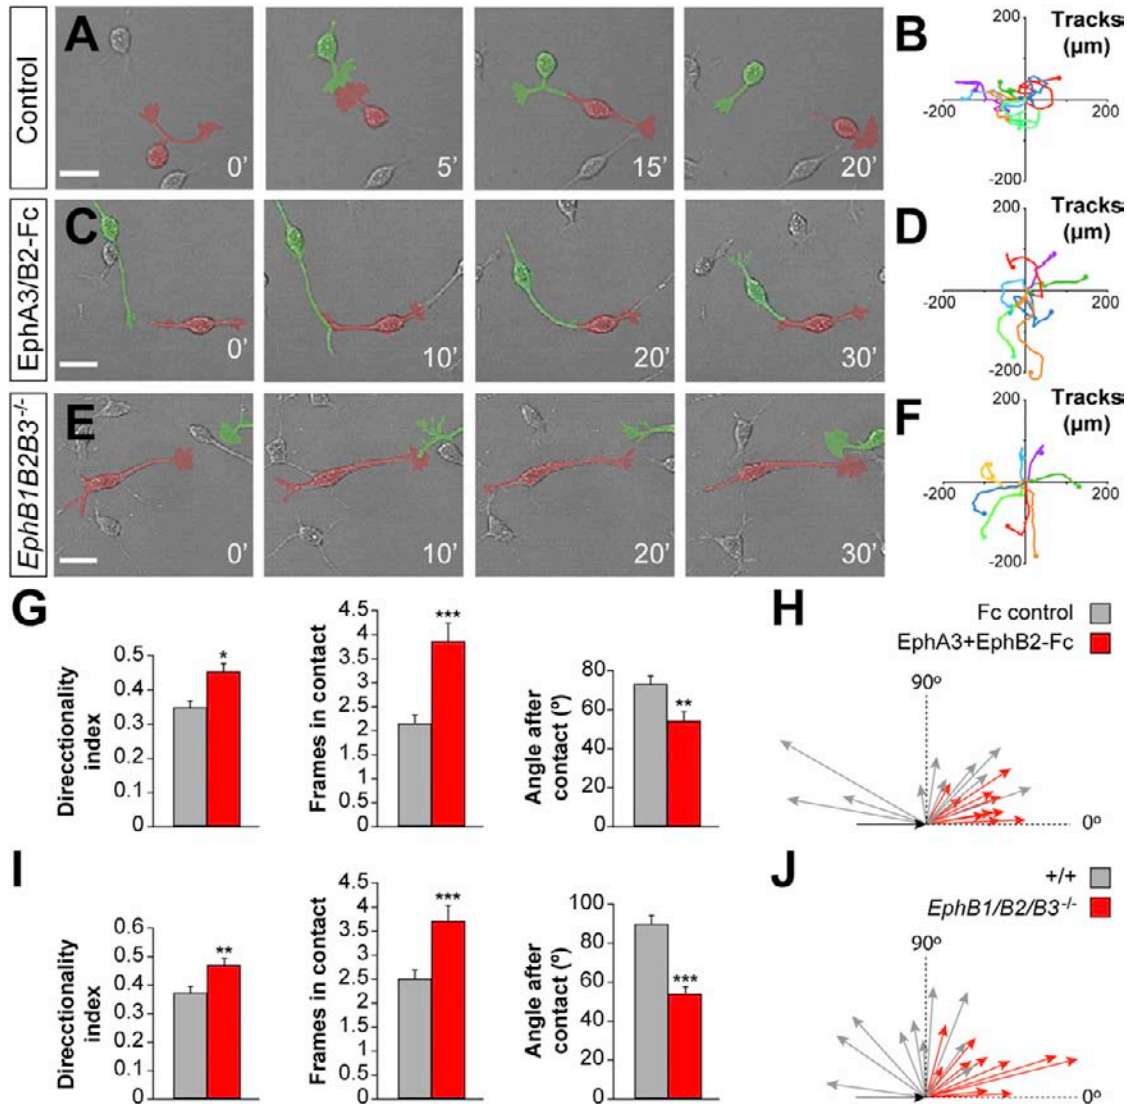 Control
A
0'
5'
15'
20'
B
Tracks
(µm)
200
-200
200
-200
EphA3/B2-Fc
C
0'
10'
20'
30'
D
Tracks
(µm)
200
-200
200
-200
EphB1B2B3-/-
E
0'
10'
20'
30'
F
Tracks
(µm)
200
-200
200
-200
G
Direcctionality
index
0.5
0.4
0.3
0.2
0.1
0
*
Frames in contact
4.5
4
3.5
3
2.5
2
1.5
1
0.5
0
***
Angle after
contact (º)
80
60
40
20
0
**
H
Fc control
EphA3+EphB2-Fc
90º
0º
I
Direcctionality
index
0.6
0.5
0.4
0.3
0.2
0.1
0
**
Frames in contact
4.5
4
3.5
3
2.5
2
1.5
1
0.5
0
***
Angle after
contact (º)
100
80
60
40
20
0
***
J
+/+
EphB1/B2/B3-/-
90º
0º